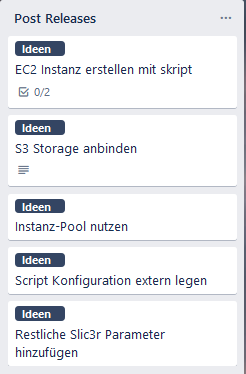 Post Releases
Ideen
EC2 Instanz erstellen mit skript
0/2
Ideen
S3 Storage anbinden
Ideen
Instanz-Pool nutzen
Ideen
Script Konfiguration extern legen
Ideen
Restliche Slic3r Parameter
hinzufügen